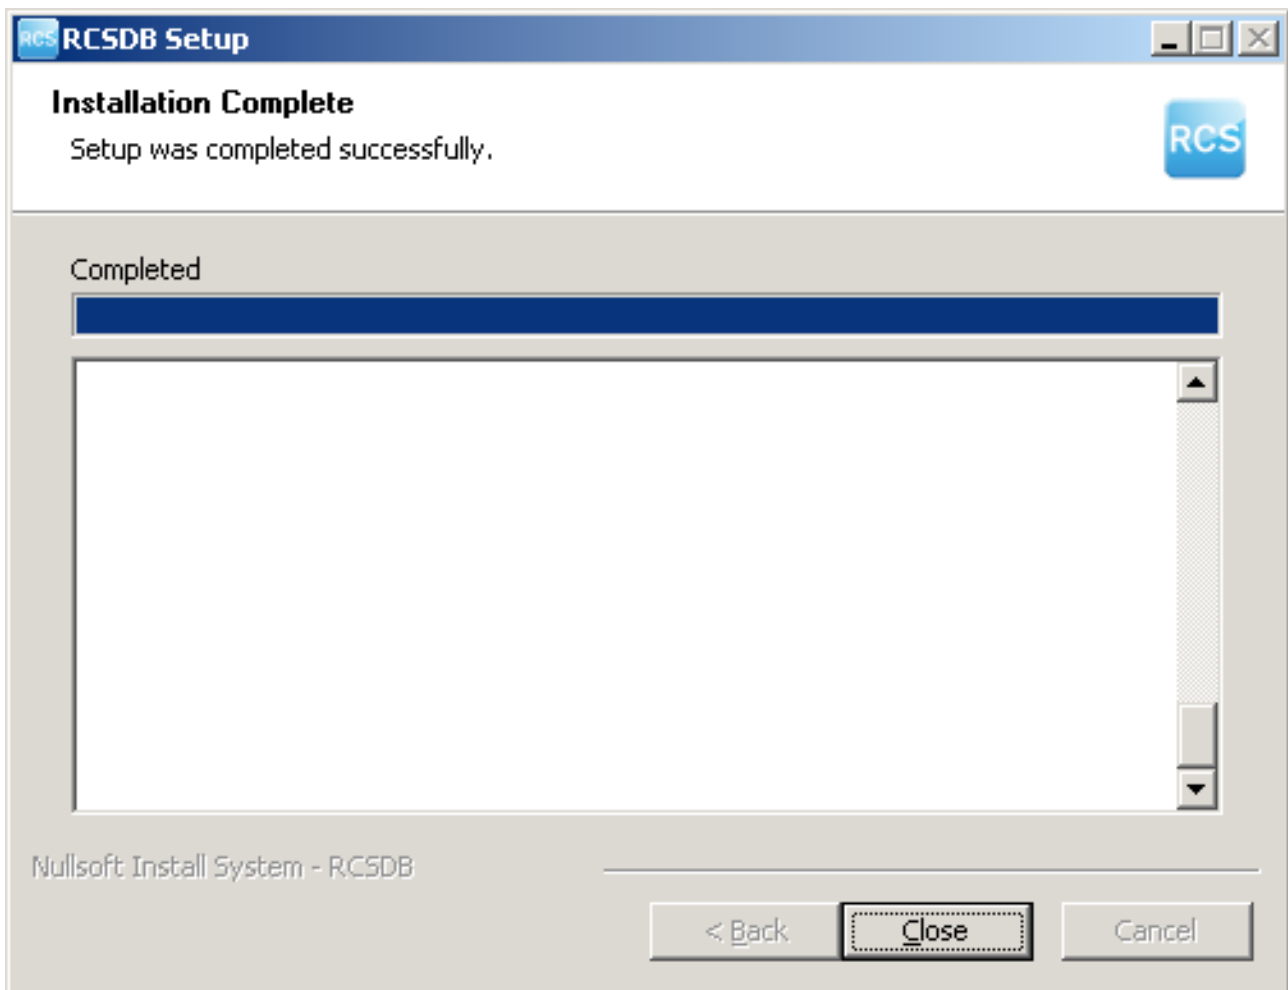 RCS RCSDB Setup
Installation Complete
Setup was completed successfully.
RCS
Completed
Nullsoft Install System - RCSDB
< Back Close Cancel